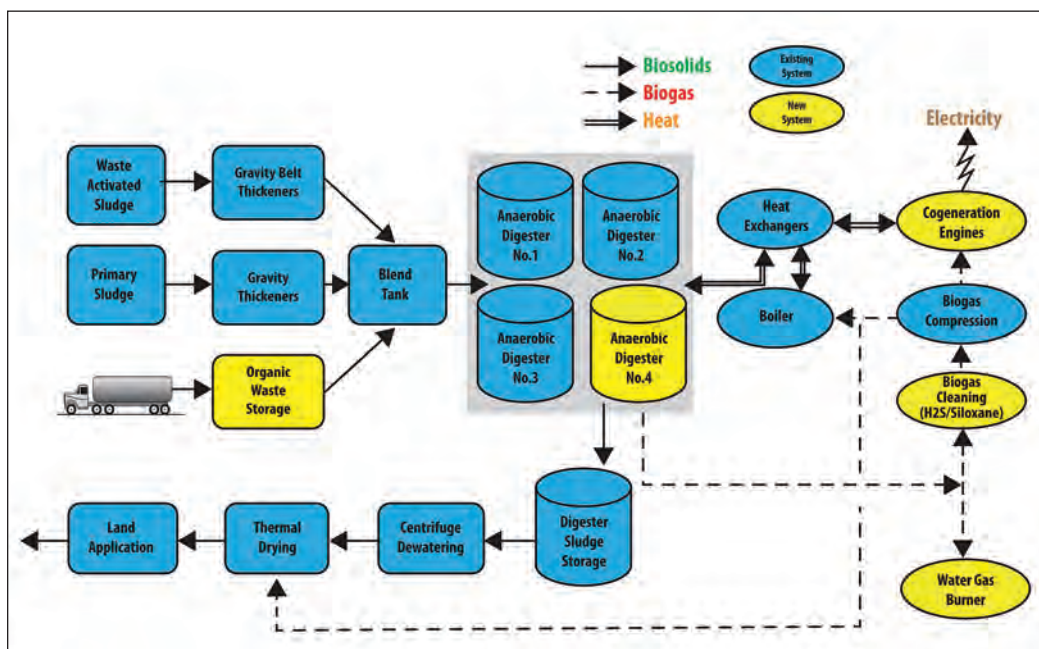 Biosolids
Biogas
Heat
Existing
System
New
System
Electricity
Waste
Activated
Sludge
Gravity Belt
Thickeners
Primary
Sludge
Gravity
Thickeners
Blend
Tank
Organic
Waste
Storage
Anaerobic
Digester
No.1
Anaerobic
Digester
No.2
Anaerobic
Digester
No.3
Anaerobic
Digester
No.4
Heat
Exchangers
Boiler
Cogeneration
Engines
Biogas
Compression
Biogas
Cleaning
(H2S/Siloxane)
Water Gas
Burner
Digester
Sludge
Storage
Centrifuge
Dewatering
Thermal
Drying
Land
Application